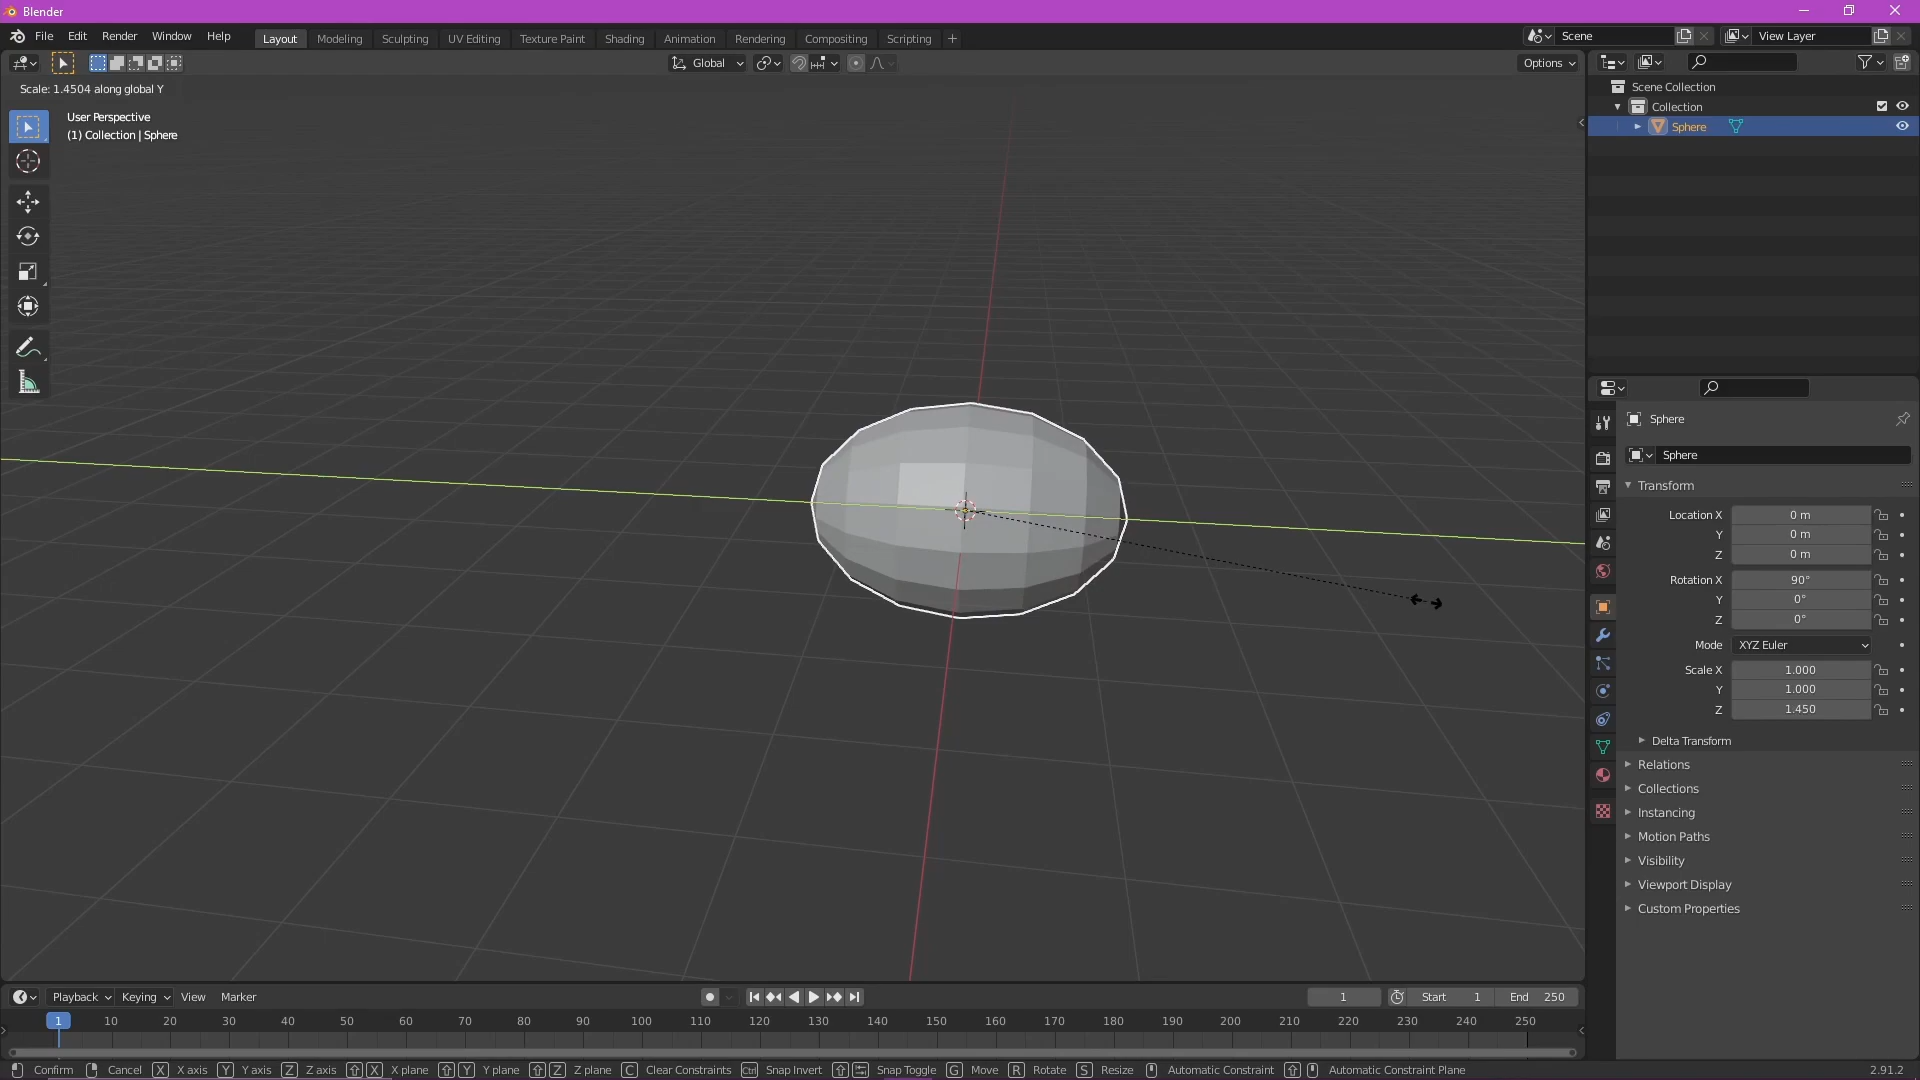 Blender
File Edit Render Window Help
Layout Modeling Sculpting UV Editing Texture Paint Shading Animation Rendering Compositing Scripting +
Scene
View Layer
Global
Options
Scale: 1.4504 along global Y
User Perspective
(1) Collection | Sphere
Scene Collection
Collection
Sphere
Sphere
Sphere
Transform
Location X 0 m
Y 0 m
Z 0 m
Rotation X 90°
Y 0°
Z 0°
Mode XYZ Euler
Scale X 1.000
Y 1.000
Z 1.450
Delta Transform
Relations
Collections
Instancing
Motion Paths
Visibility
Viewport Display
Custom Properties
Playback Keying View Marker
1 Start 1 End 250
1 10 20 30 40 50 60 70 80 90 100 110 120 130 140 150 160 170 180 190 200 210 220 230 240 250
Confirm Cancel X X axis Y Y axis Z Z axis X X plane Y Y plane Z Z plane C Clear Constraints Ctrl Snap Invert Snap Toggle G Move R Rotate S Resize Automatic Constraint Automatic Constraint Plane 2.91.2